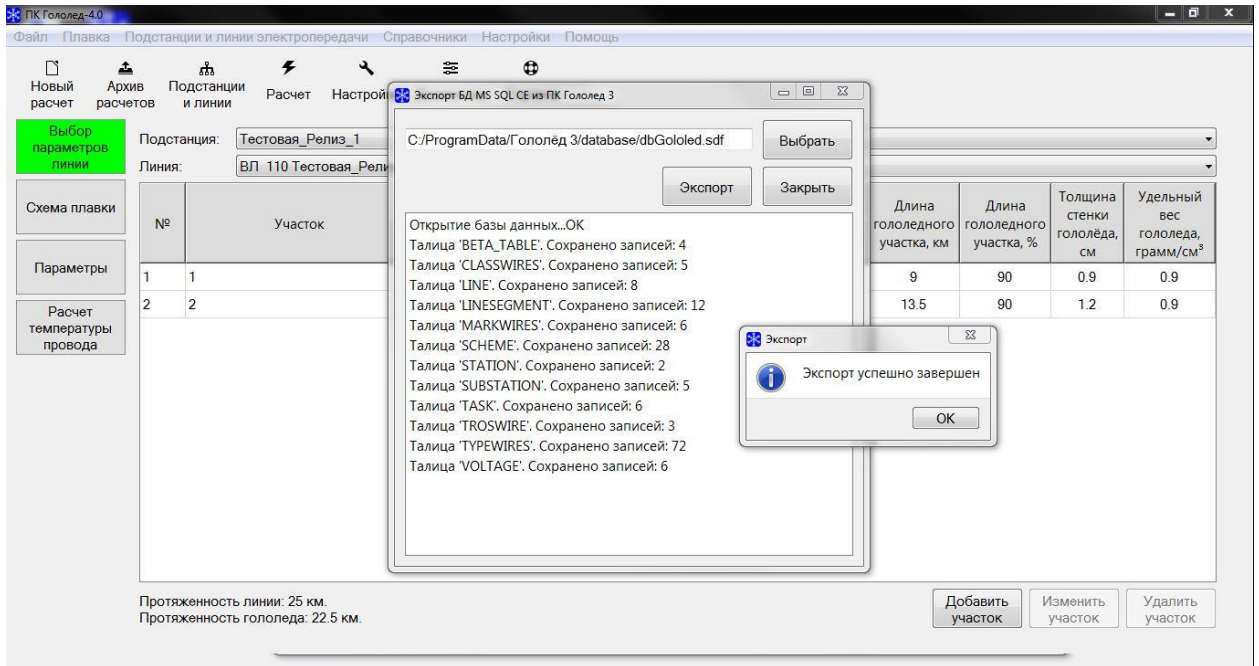 ПК Гололед-4.0
Файл Плавка Подстанции и линии электропередачи Справочники Настройки Помощь
Новый расчет
Архив расчетов
Подстанции и линии
Расчет
Настрой
Экспорт БД MS SQL CE из ПК Гололед 3
C:/ProgramData/Гололёд 3/database/dbGololed.sdf
Выбрать
Экспорт
Закрыть
Открытие базы данных...OK
Талица 'BETA_TABLE'. Сохранено записей: 4
Талица 'CLASSWIRES'. Сохранено записей: 5
Талица 'LINE'. Сохранено записей: 8
Талица 'LINESEGMENT'. Сохранено записей: 12
Талица 'MARKWIRES'. Сохранено записей: 6
Талица 'SCHEME'. Сохранено записей: 28
Талица 'STATION'. Сохранено записей: 2
Талица 'SUBSTATION'. Сохранено записей: 5
Талица 'TASK'. Сохранено записей: 6
Талица 'TROSWIRE'. Сохранено записей: 3
Талица 'TYPEWIRES'. Сохранено записей: 72
Талица 'VOLTAGE'. Сохранено записей: 6
Экспорт
Экспорт успешно завершен
OK
Выбор
параметров
линии
Схема плавки
Параметры
Расчет
температуры
провода
Подстанция: Тестовая_Релиз_1
Линия: ВЛ 110 Тестовая_Рели
№ Участок
Длина
гололедного
участка, км
Длина
гололедного
участка, %
Толщина
стенки
гололёда,
см
Удельный
вес
гололеда,
грамм/см³
1 1 9 90 0.9 0.9
2 2 13.5 90 1.2 0.9
Протяженность линии: 25 км.
Протяженность гололеда: 22.5 км.
Добавить
участок
Изменить
участок
Удалить
участок